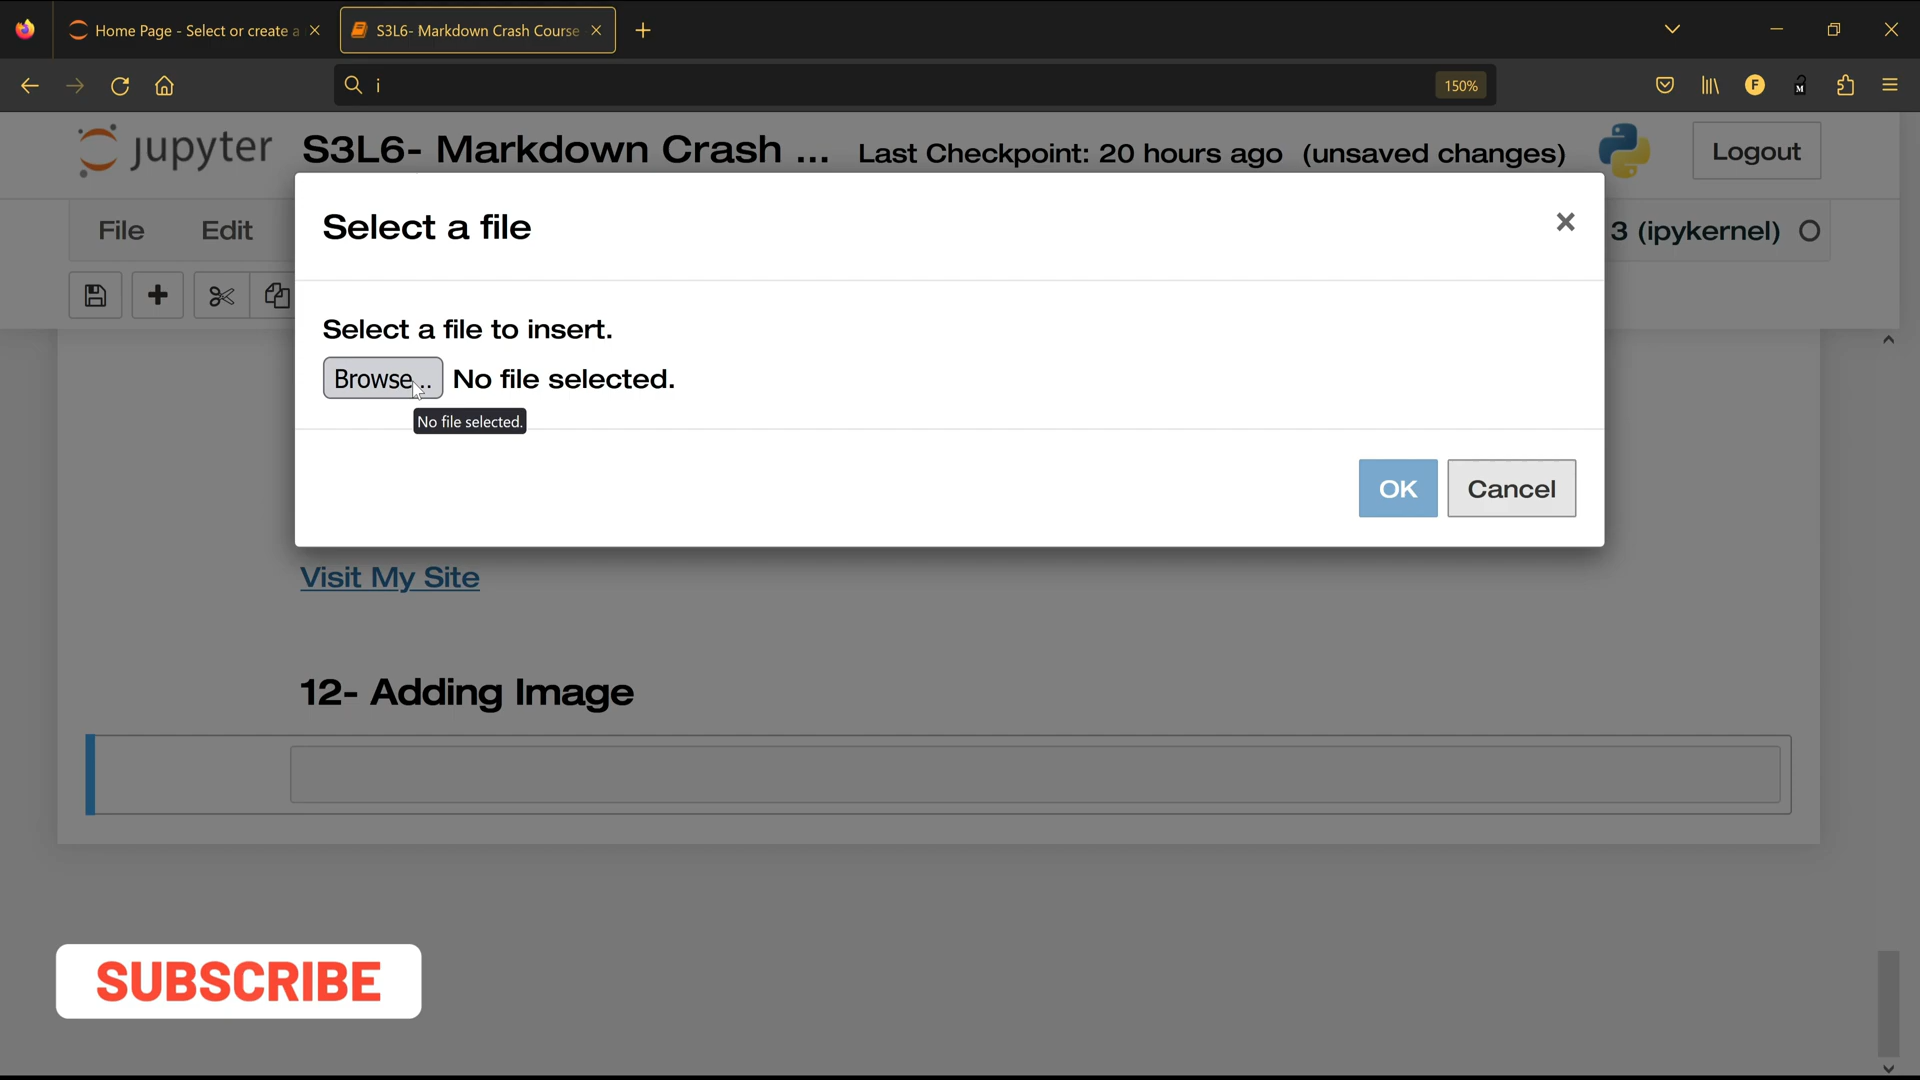 Home Page - Select or create a
S3L6- Markdown Crash Course
i
150%
F
M
jupyter
S3L6- Markdown Crash ...
Last Checkpoint: 20 hours ago
(unsaved changes)
Logout
File
Edit
3 (ipykernel)
Select a file
Select a file to insert.
Browse...
No file selected.
No file selected.
OK
Cancel
Visit My Site
12- Adding Image
SUBSCRIBE